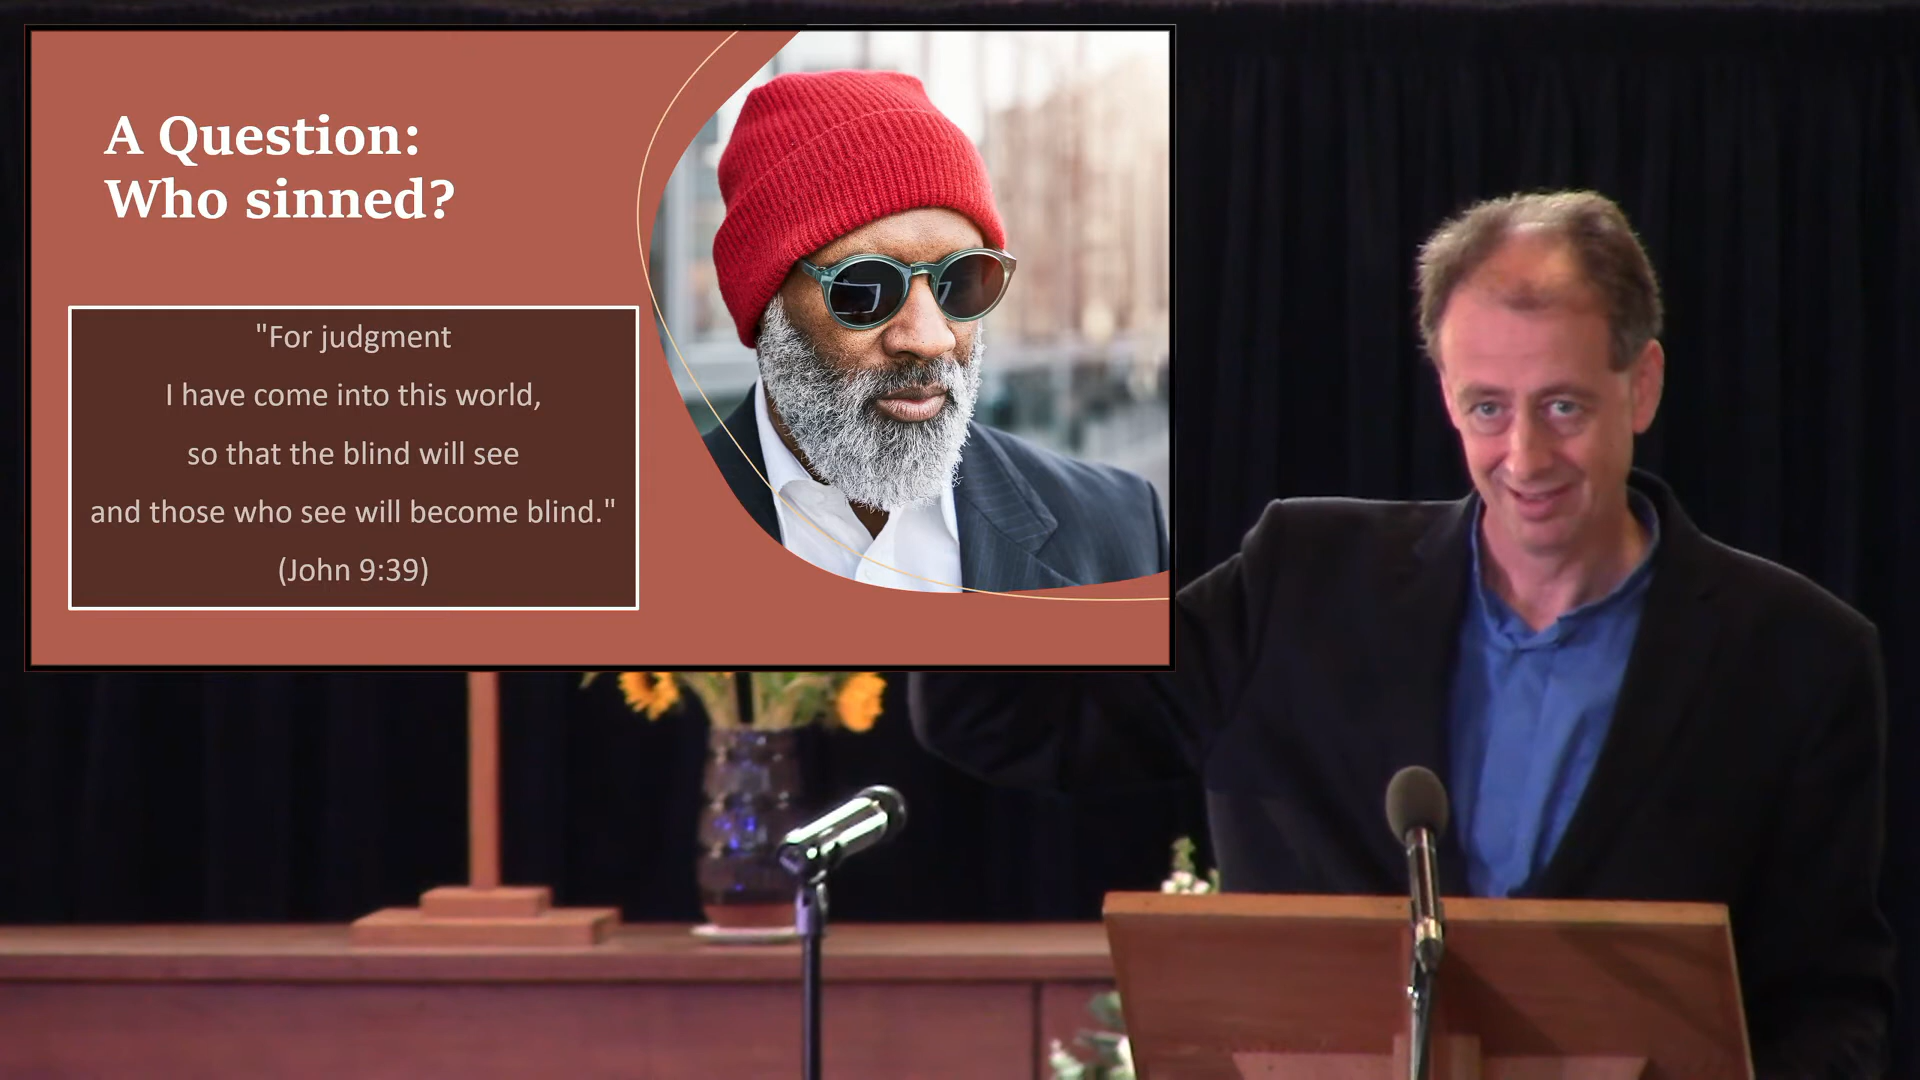 A Question:
Who sinned?
"For judgment
I have come into this world,
so that the blind will see
and those who see will become blind."
(John 9:39)